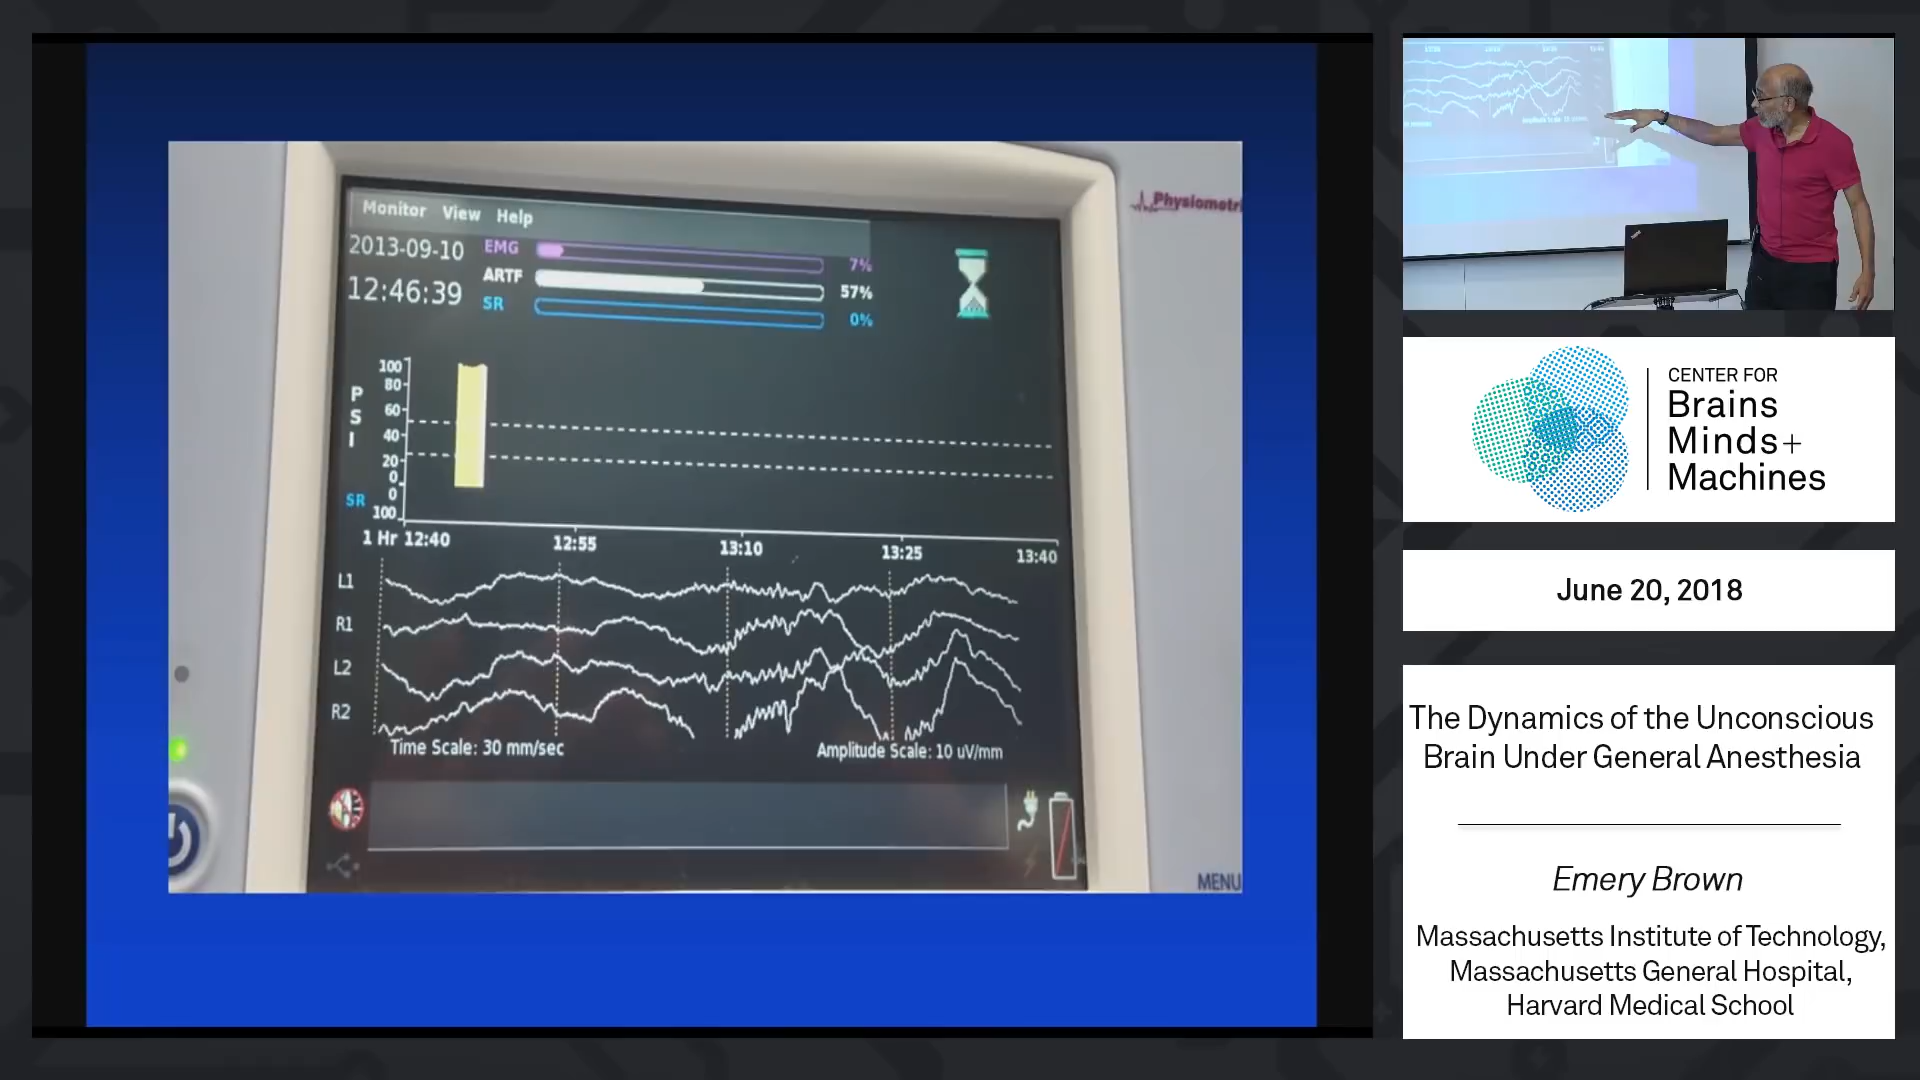 Monitor View Help
2013-09-10
12:46:39
EMG 7%
ARTF 57%
SR 0%
100
80
60
40
20
0
PSI
SR
0
100
1 Hr 12:40 12:55 13:10 13:25 13:40
L1
R1
L2
R2
Time Scale: 30 mm/sec Amplitude Scale: 10 uV/mm
Physiometri
MENU
CENTER FOR
Brains
Minds+
Machines
June 20, 2018
The Dynamics of the Unconscious
Brain Under General Anesthesia
Emery Brown
Massachusetts Institute of Technology,
Massachusetts General Hospital,
Harvard Medical School